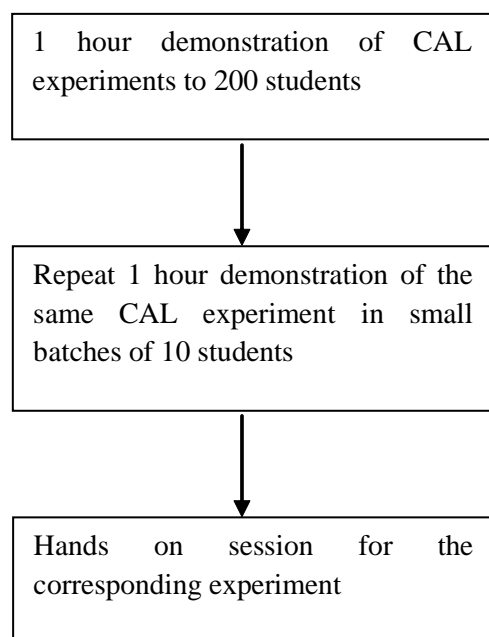 1 hour demonstration of CAL
experiments to 200 students
Repeat 1 hour demonstration of the
same CAL experiment in small
batches of 10 students
Hands on session for the
corresponding experiment